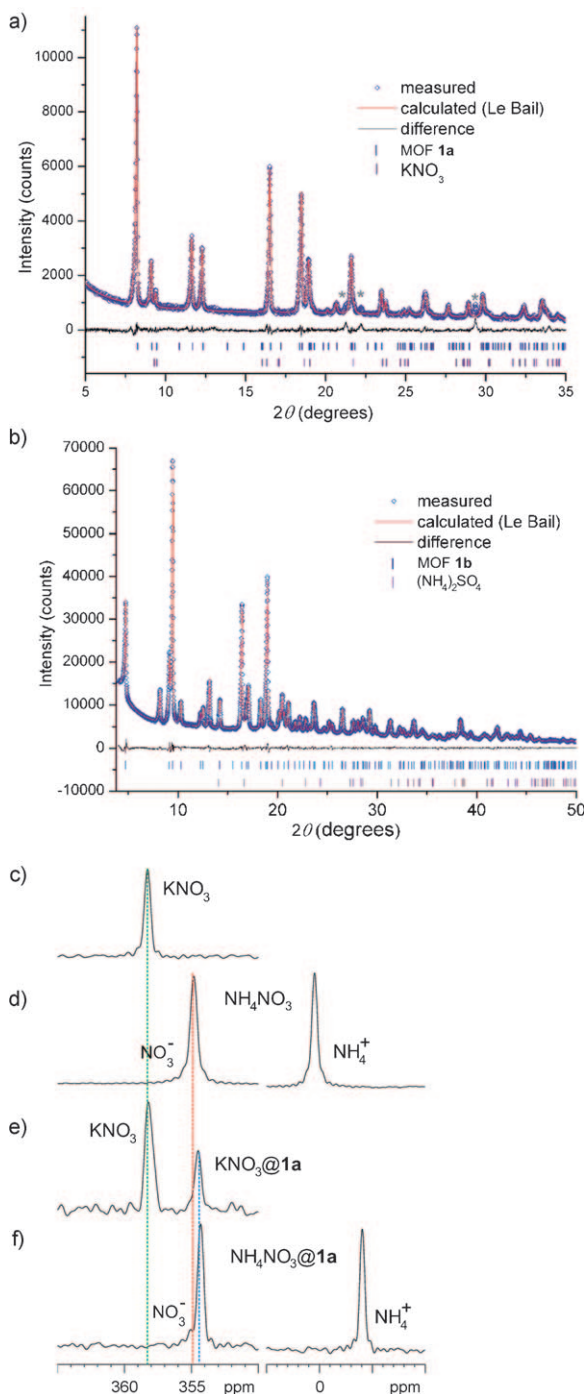 a)
10000
8000
6000
4000
2000
0
Intensity (counts)
measured
calculated (Le Bail)
difference
MOF 1a
KNO3
*
*
*
5
10
15
20
25
30
35
2θ (degrees)
b)
70000
60000
50000
40000
30000
20000
10000
0
-10000
Intensity (counts)
measured
calculated (Le Bail)
difference
MOF 1b
(NH4)2SO4
10
20
30
40
50
2θ (degrees)
c)
KNO3
d)
NH4NO3
NO3-
NH4+
e)
KNO3
KNO3@1a
f)
NH4NO3@1a
NO3-
NH4+
360
355
ppm
0
ppm